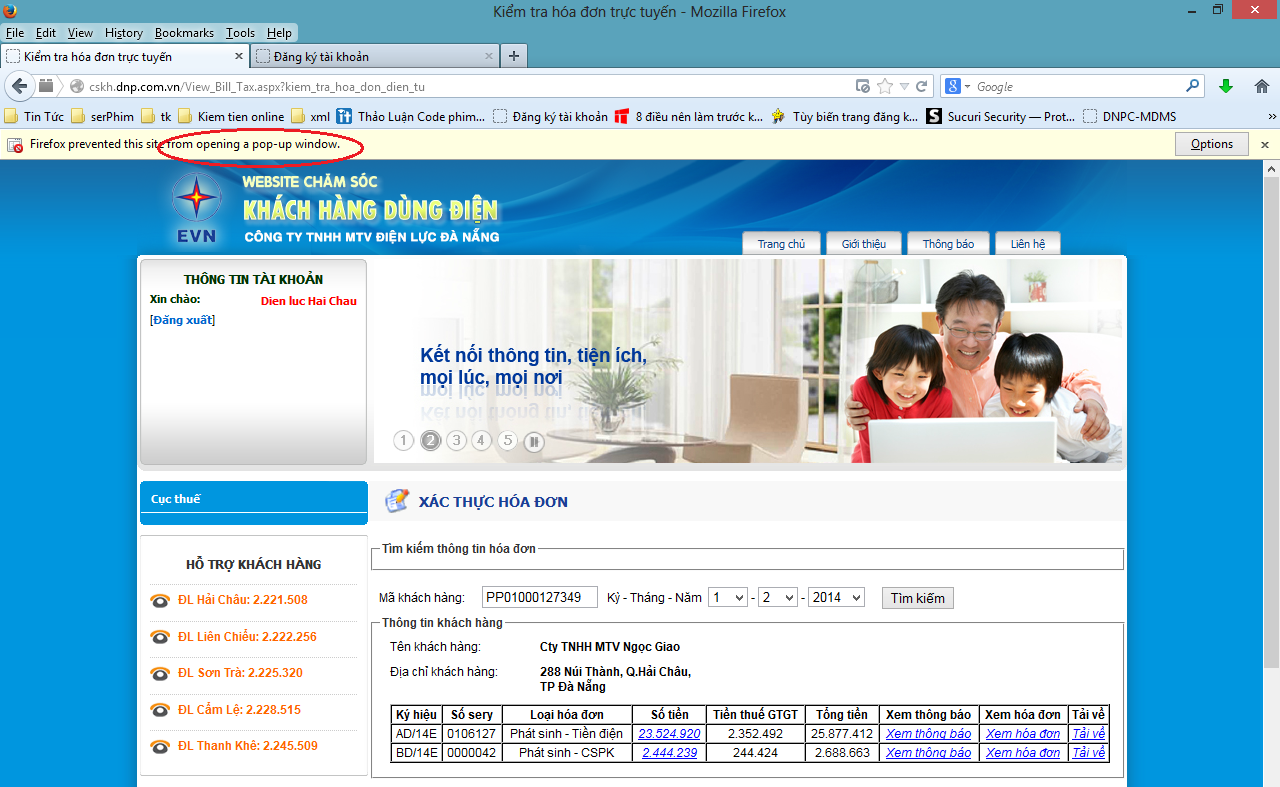 Kiểm tra hóa đơn trực tuyến - Mozilla Firefox
File Edit View History Bookmarks Tools Help
Kiểm tra hóa đơn trực tuyến × Đăng ký tài khoản × +
cskh.dnp.com.vn/View_Bill_Tax.aspx?kiem_tra_hoa_don_dien_tu
Google
Tin Tức serPhim tk Kiem tien online xml Thảo Luận Code phim... Đăng ký tài khoản 8 điều nên làm trước k... Tùy biến trang đăng k... Sucuri Security — Prot... DNPC-MDMS »
Firefox prevented this site from opening a pop-up window. Options ×
WEBSITE CHĂM SÓC
KHÁCH HÀNG DÙNG ĐIỆN
EVN CÔNG TY TNHH MTV ĐIỆN LỰC ĐÀ NẴNG
Trang chủ Giới thiệu Thông báo Liên hệ
THÔNG TIN TÀI KHOẢN
Xin chào: Dien luc Hai Chau
[Đăng xuất]
Kết nối thông tin, tiện ích,
mọi lúc, mọi nơi
1 2 3 4 5
Cục thuế
XÁC THỰC HÓA ĐƠN
HỖ TRỢ KHÁCH HÀNG
ĐL Hải Châu: 2.221.508
ĐL Liên Chiểu: 2.222.256
ĐL Sơn Trà: 2.225.320
ĐL Cẩm Lệ: 2.228.515
ĐL Thanh Khê: 2.245.509
Tìm kiếm thông tin hóa đơn
Mã khách hàng: PP01000127349 Kỳ - Tháng - Năm 1 - 2 - 2014 Tìm kiếm
Thông tin khách hàng
Tên khách hàng: Cty TNHH MTV Ngọc Giao
Địa chỉ khách hàng: 288 Núi Thành, Q.Hải Châu,
TP Đà Nẵng
Ký hiệu Số sery Loại hóa đơn Số tiền Tiền thuế GTGT Tổng tiền Xem thông báo Xem hóa đơn Tải về
AD/14E 0106127 Phát sinh - Tiền điện 23.524.920 2.352.492 25.877.412 Xem thông báo Xem hóa đơn Tải về
BD/14E 0000042 Phát sinh - CSPK 2.444.239 244.424 2.688.663 Xem thông báo Xem hóa đơn Tải về